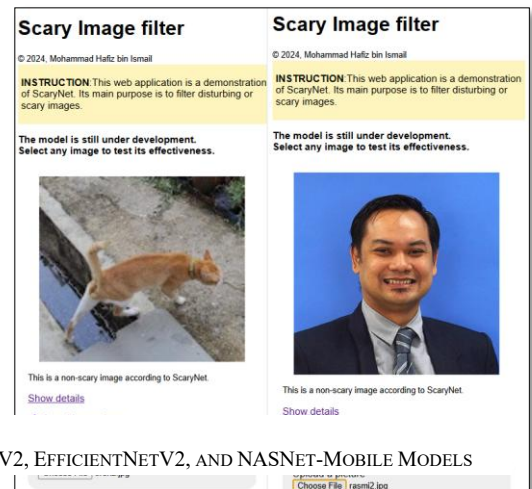 Scary Image filter
© 2024, Mohammad Hafiz bin Ismail
INSTRUCTION:This web application is a demonstration
of ScaryNet. Its main purpose is to filter disturbing or
scary images.
The model is still under development.
Select any image to test its effectiveness.
This is a non-scary image according to ScaryNet
Show details
Scary Image filter
© 2024, Mohammad Hafiz bin Ismail
INSTRUCTION:This web application is a demonstration
of ScaryNet. Its main purpose is to filter disturbing or
scary images.
The model is still under development.
Select any image to test its effectiveness.
This is a non-scary image according to ScaryNet
Show details
V2, EFFICIENTNETV2, AND NASNET-MOBILE MODELS
Upload a picture
Choose File rasmi2.jpg